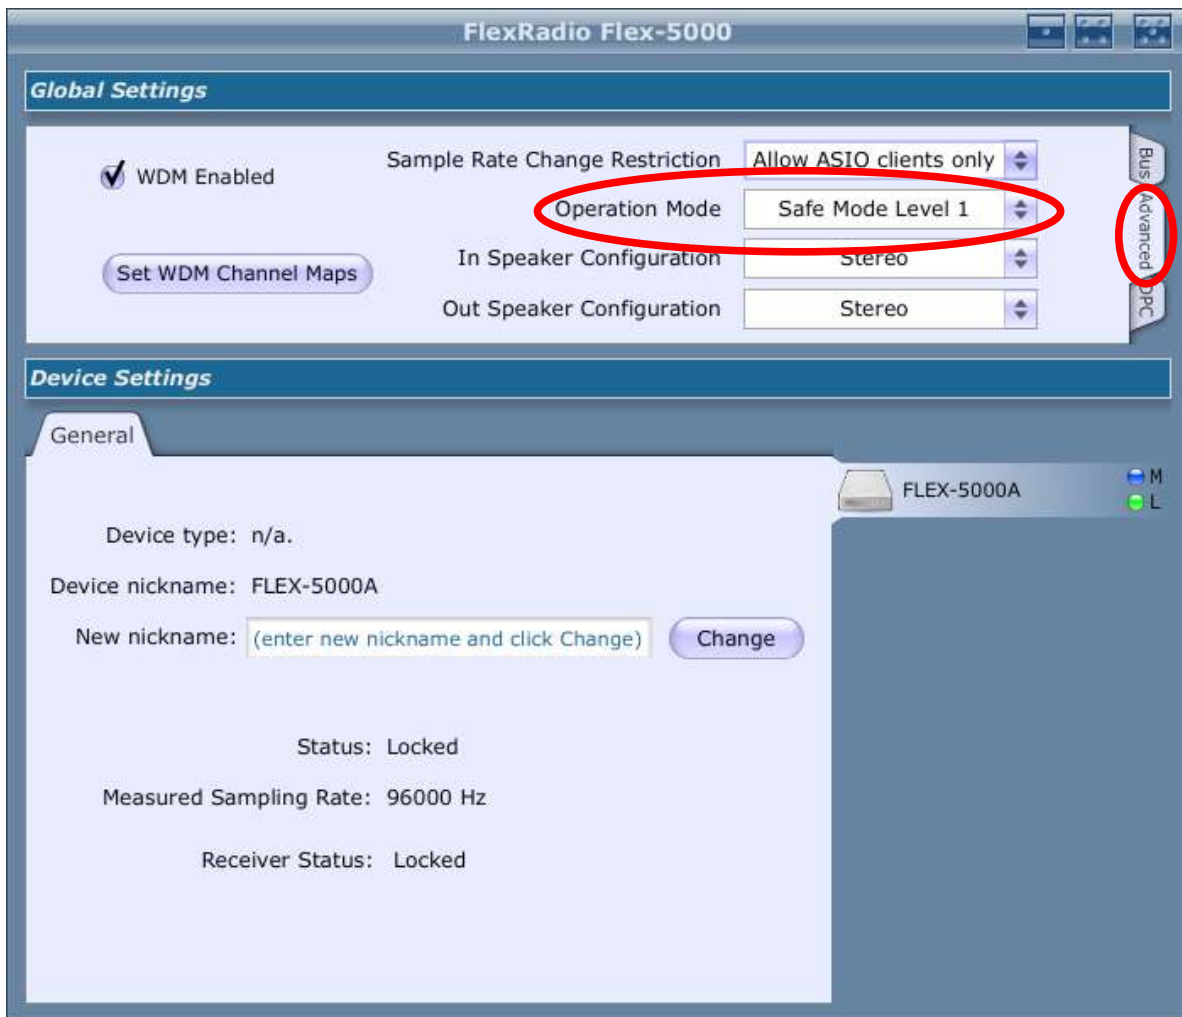 FlexRadio Flex-5000
Global Settings
WDM Enabled
Sample Rate Change Restriction Allow ASIO clients only
Operation Mode Safe Mode Level 1
Set WDM Channel Maps
In Speaker Configuration Stereo
Out Speaker Configuration Stereo
Bus
Advanced
DPC
Device Settings
General
FLEX-5000A
M
L
Device type: n/a.
Device nickname: FLEX-5000A
New nickname: (enter new nickname and click Change) Change
Status: Locked
Measured Sampling Rate: 96000 Hz
Receiver Status: Locked